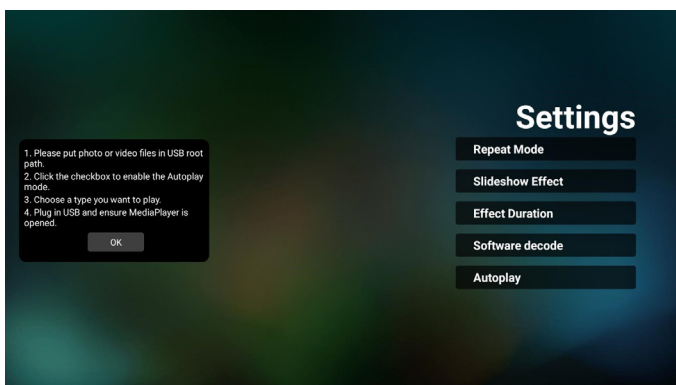 Settings
1. Please put photo or video files in USB root
path.
2. Click the checkbox to enable the Autoplay
mode.
3. Choose a type you want to play.
4. Plug in USB and ensure MediaPlayer is
opened.
OK
Repeat Mode
Slideshow Effect
Effect Duration
Software decode
Autoplay